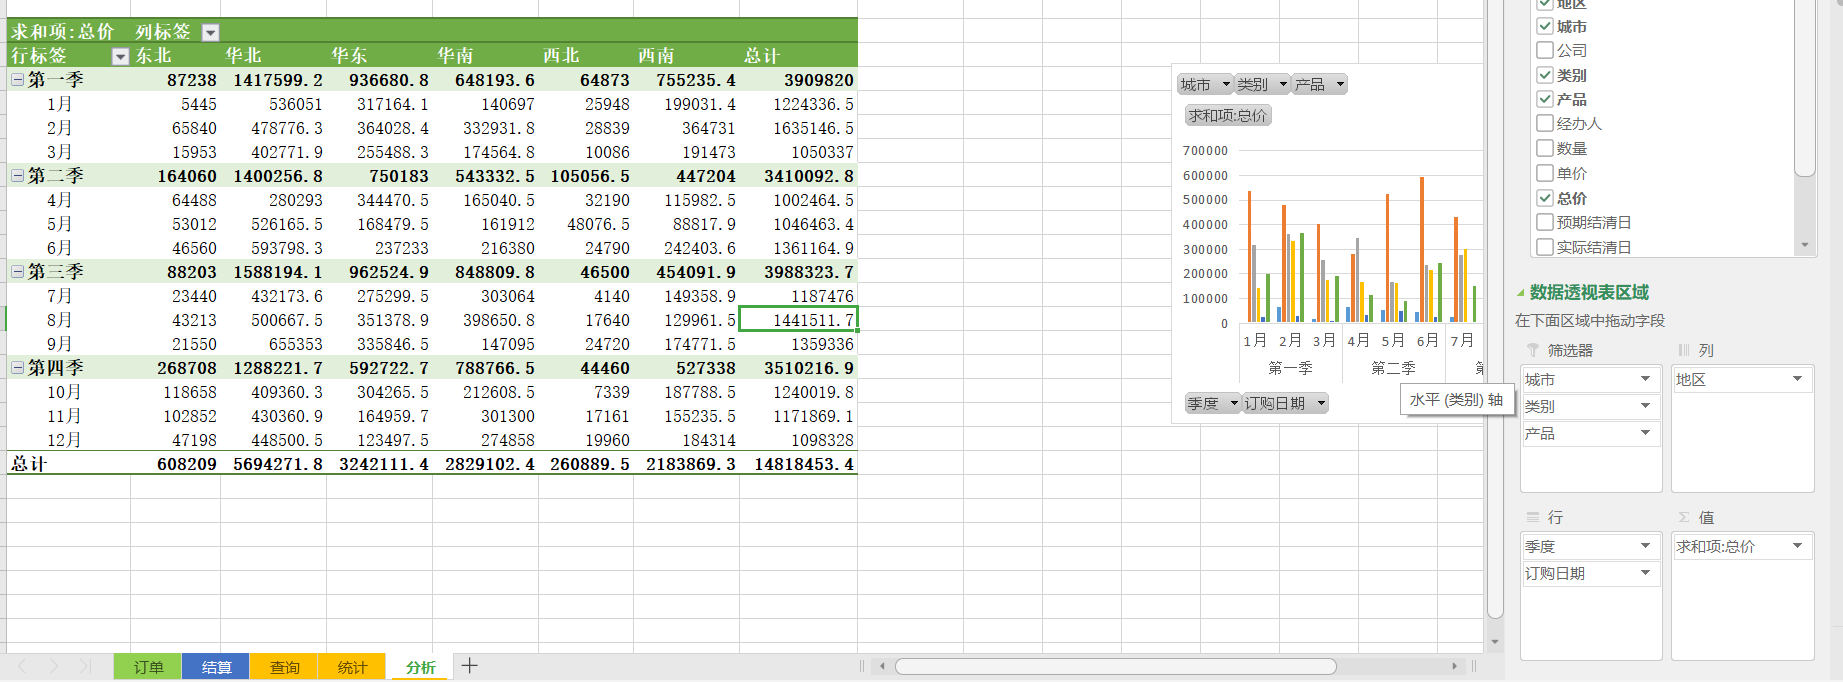 求和项:总价 列标签
行标签 东北 华北 华东 华南 西北 西南 总计
第一季 87238 1417599.2 936680.8 648193.6 64873 755235.4 3909820
1月 5445 536051 317164.1 140697 25948 199031.4 1224336.5
2月 65840 478776.3 364028.4 332931.8 28839 364731 1635146.5
3月 15953 402771.9 255488.3 174564.8 10086 191473 1050337
第二季 164060 1400256.8 750183 543332.5 105056.5 447204 3410092.8
4月 64488 280293 344470.5 165040.5 32190 115982.5 1002464.5
5月 53012 526165.5 168479.5 161912 48076.5 88817.9 1046463.4
6月 46560 593798.3 237233 216380 24790 242403.6 1361164.9
第三季 88203 1588194.1 962524.9 848809.8 46500 454091.9 3988323.7
7月 23440 432173.6 275299.5 303064 4140 149358.9 1187476
8月 43213 500667.5 351378.9 398650.8 17640 129961.5 1441511.7
9月 21550 655353 335846.5 147095 24720 174771.5 1359336
第四季 268708 1288221.7 592722.7 788766.5 44460 527338 3510216.9
10月 118658 409360.3 304265.5 212608.5 7339 187788.5 1240019.8
11月 102852 430360.9 164959.7 301300 17161 155235.5 1171869.1
12月 47198 448500.5 123497.5 274858 19960 184314 1098328
总计 608209 5694271.8 3242111.4 2829102.4 260889.5 2183869.3 14818453.4
城市 类别 产品
求和项:总价
700000
600000
500000
400000
300000
200000
100000
0
1月 2月 3月 4月 5月 6月 7月
第一季 第二季 第
季度 订购日期
水平 (类别) 轴
地区
城市
公司
类别
产品
经办人
数量
单价
总价
预期结清日
实际结清日
数据透视表区域
在下面区域中拖动字段
筛选器 列
城市 地区
类别
产品
行 Σ 值
季度 求和项:总价
订购日期
订单 结算 查询 统计 分析